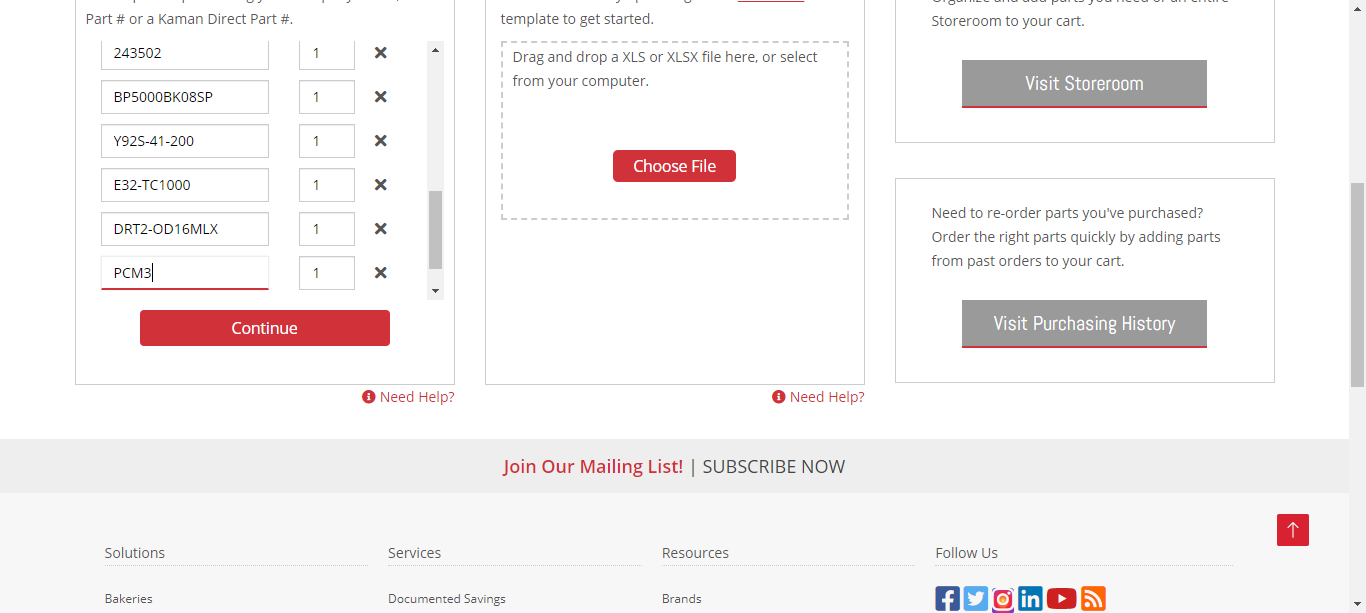 Part # or a Kaman Direct Part #.
243502 1
BP5000BK08SP 1
Y92S-41-200 1
E32-TC1000 1
DRT2-OD16MLX 1
PCM3 1
Continue
Need Help?
template to get started.
Drag and drop a XLS or XLSX file here, or select
from your computer.
Choose File
Need Help?
Storeroom to your cart.
Visit Storeroom
Need to re-order parts you've purchased?
Order the right parts quickly by adding parts
from past orders to your cart.
Visit Purchasing History
Join Our Mailing List! | SUBSCRIBE NOW
Solutions
Bakeries
Services
Documented Savings
Resources
Brands
Follow Us